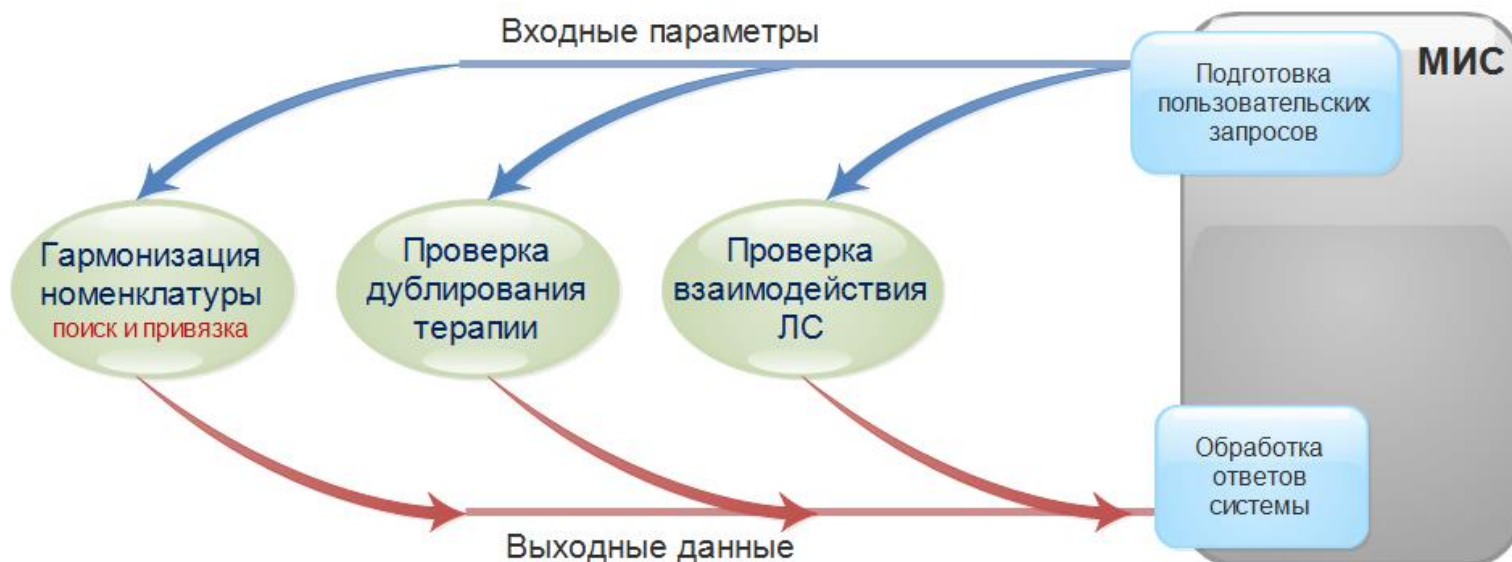 Входные параметры
МИС
Подготовка
пользовательских
запросов
Гармонизация
номенклатуры
поиск и привязка
Проверка
дублирования
терапии
Проверка
взаимодействия
ЛС
Обработка
ответов
системы
Выходные данные